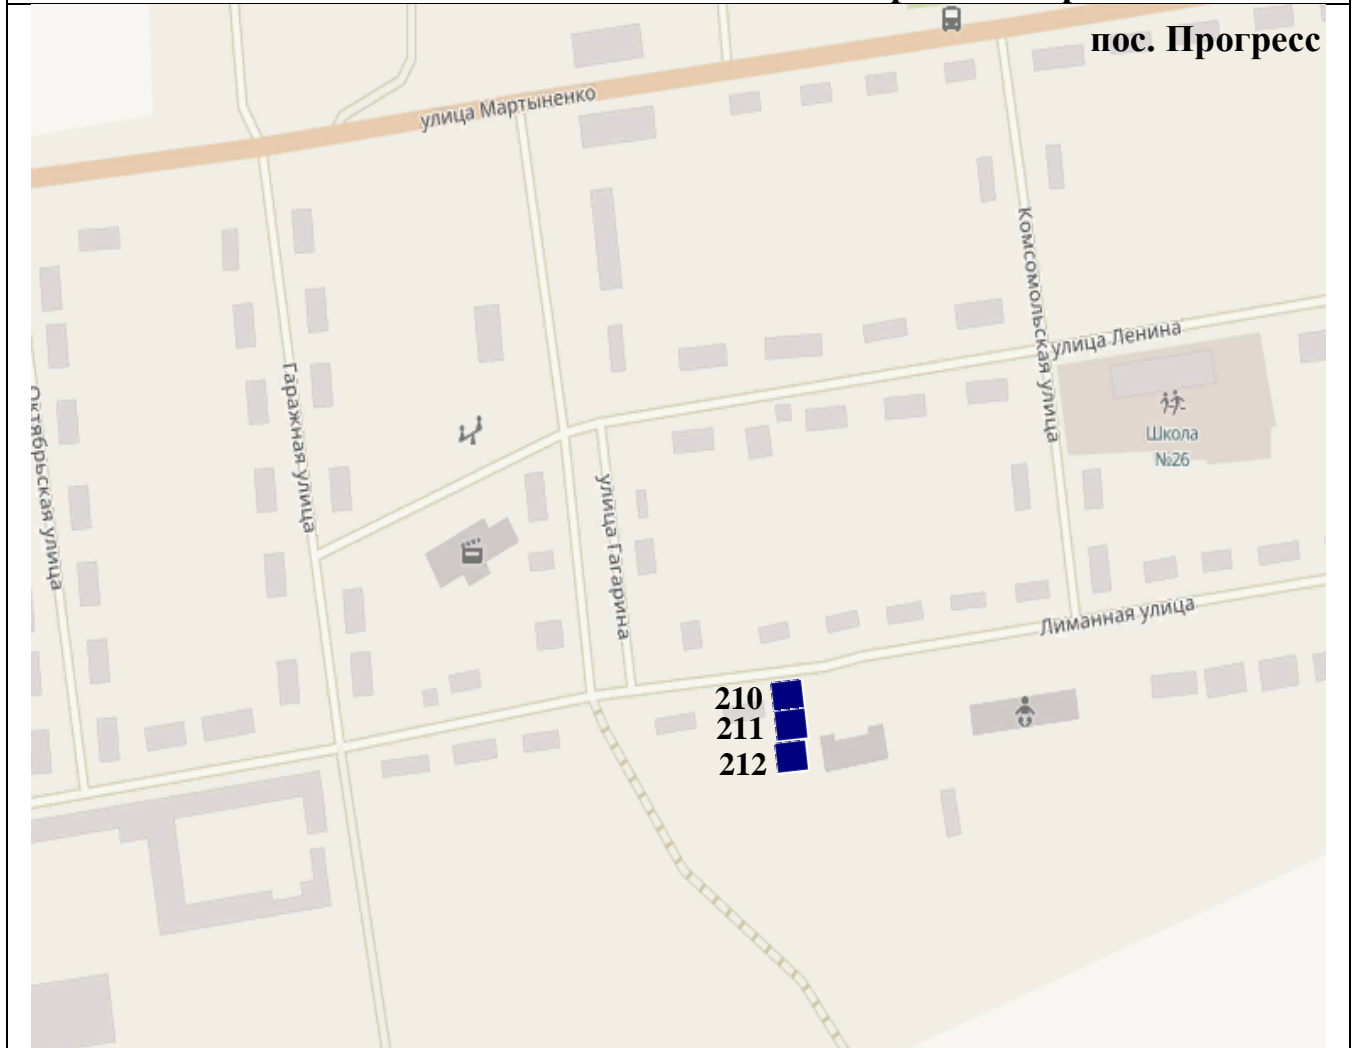 пос. Прогресс
улица Мартыненко
Комсомольская улица
улица Ленина
Гаражная улица
Октябрьская улица
Школа
№26
улица Гагарина
Лиманная улица
210
211
212